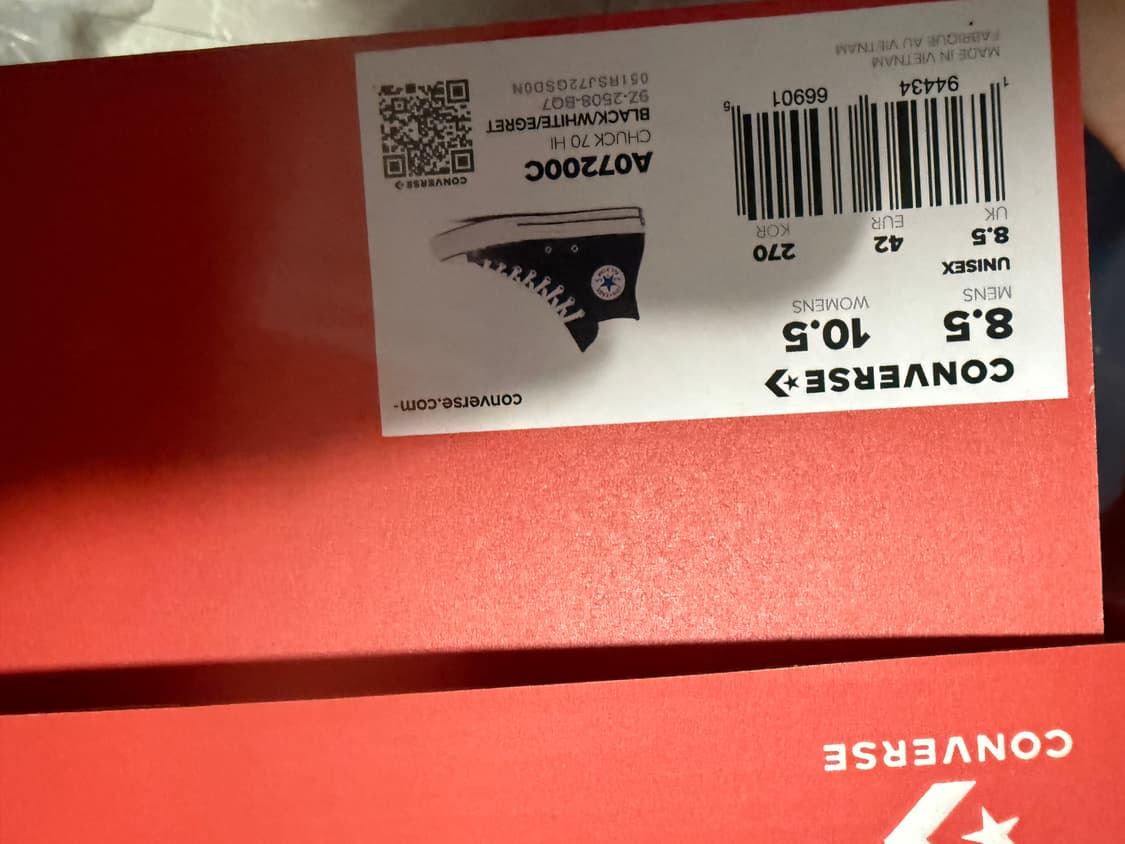 CONVERSE
converse.com
8.5
10.5
MENS
WOMENS
UNISEX
8.5
42
270
UK
EUR
KOR
1 94434 66901 5
MADE IN VIETNAM
FABRIQUE AU VIETNAM
A07200C
CHUCK 70 HI
BLACK/WHITE/EGRET
9Z-2508-BQ7
051RSJ72GSD0N
CONVERSE
CONVERSE